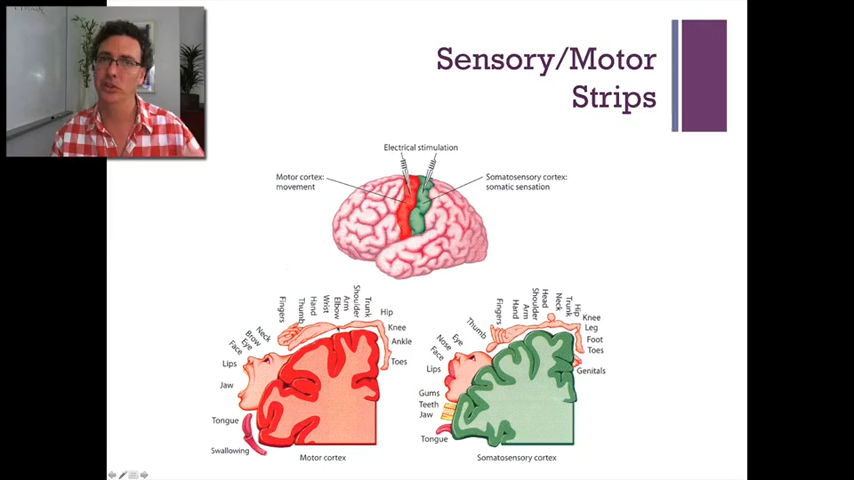 Sensory/Motor
Strips
Electrical stimulation
Motor cortex:
movement
Somatosensory cortex:
somatic sensation
Fingers
Thumb
Hand
Wrist
Elbow
Arm
Shoulder
Trunk
Hip
Knee
Ankle
Toes
Neck
Brow
Eye
Face
Lips
Jaw
Tongue
Swallowing
Motor cortex
Thumb
Fingers
Hand
Arm
Shoulder
Head
Neck
Trunk
Hip
Knee
Leg
Foot
Toes
Genitals
Eye
Nose
Face
Lips
Gums
Teeth
Jaw
Tongue
Somatosensory cortex